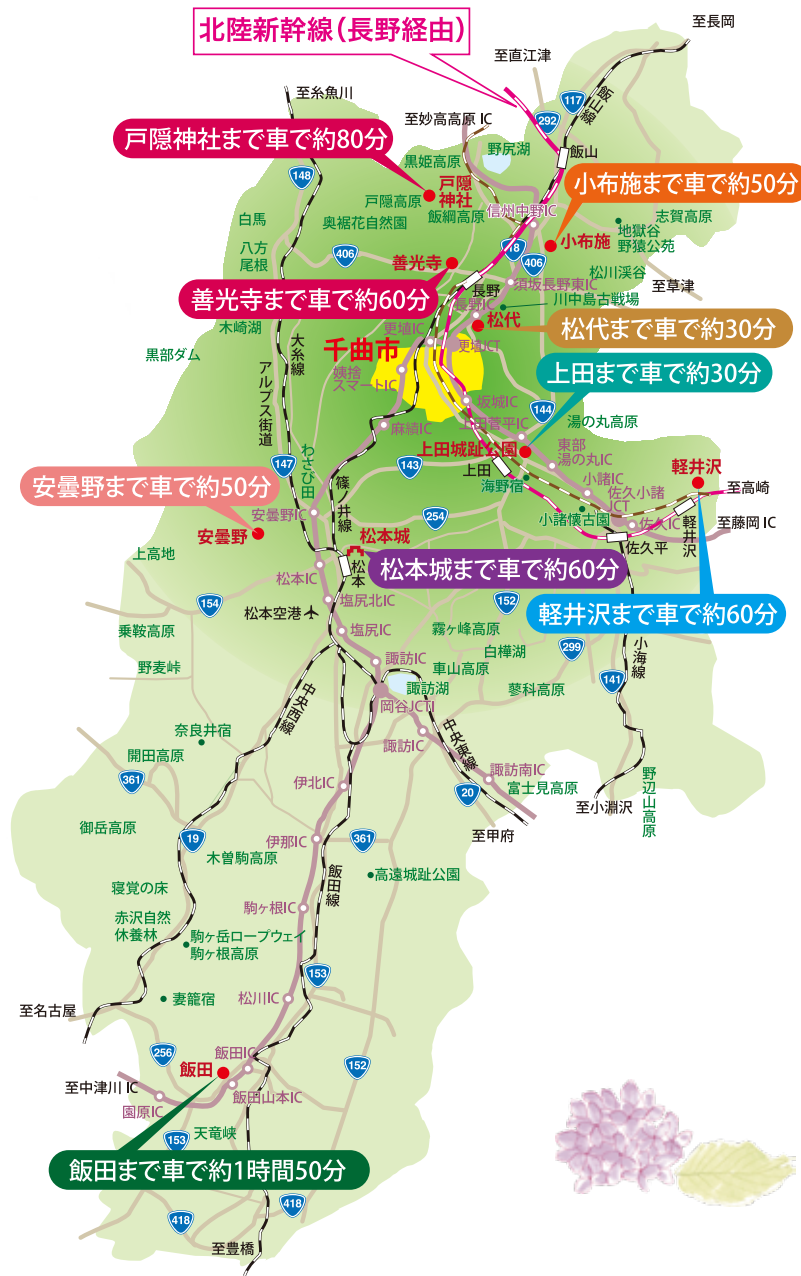 北陸新幹線(長野経由)
至長岡
至直江津
至糸魚川
117
飯山線
292
至妙高高原 IC
野尻湖
飯山
戸隠神社まで車で約80分
黒姫高原
148
戸隠
神社
小布施まで車で約50分
戸隠高原
飯綱高原
信州中野IC
白馬
奥裾花自然園
志賀高原
地獄谷
野猿公苑
八方
尾根
406
18
小布施
406
善光寺
松川渓谷
須坂長野東IC
至草津
長野
善光寺まで車で約60分
長野IC
川中島古戦場
木崎湖
更埴IC
松代
松代まで車で約30分
大糸線
千曲市
更埴JCT
黒部ダム
アルプス街道
姨捨
スマートIC
上田まで車で約30分
坂城IC
144
麻績IC
上田菅平IC
湯の丸高原
わさび田
上田城趾公園
東部
湯の丸IC
147
143
上田
軽井沢
篠ノ井線
海野宿
小諸IC
佐久小諸
JCT
安曇野まで車で約50分
至高崎
安曇野IC
254
小諸懐古園
佐久IC
至藤岡 IC
安曇野
松本城
佐久平
軽井沢
上高地
松本
松本城まで車で約60分
松本IC
154
塩尻北IC
152
軽井沢まで車で約60分
松本空港
乗鞍高原
塩尻IC
霧ヶ峰高原
299
小海線
白樺湖
野麦峠
諏訪IC
車山高原
141
諏訪湖
蓼科高原
中央西線
岡谷JCTI
奈良井宿
中央東線
諏訪IC
開田高原
諏訪南IC
361
伊北IC
富士見高原
野辺山高原
20
至小淵沢
御岳高原
19
伊那IC
361
至甲府
木曽駒高原
飯田線
高遠城趾公園
寝覚の床
駒ヶ根IC
赤沢自然
休養林
駒ヶ岳ロープウェイ
駒ヶ根高原
153
妻籠宿
松川IC
至名古屋
256
飯田IC
152
飯田
至中津川 IC
飯田山本IC
園原IC
天竜峡
153
飯田まで車で約1時間50分
418
418
至豊橋